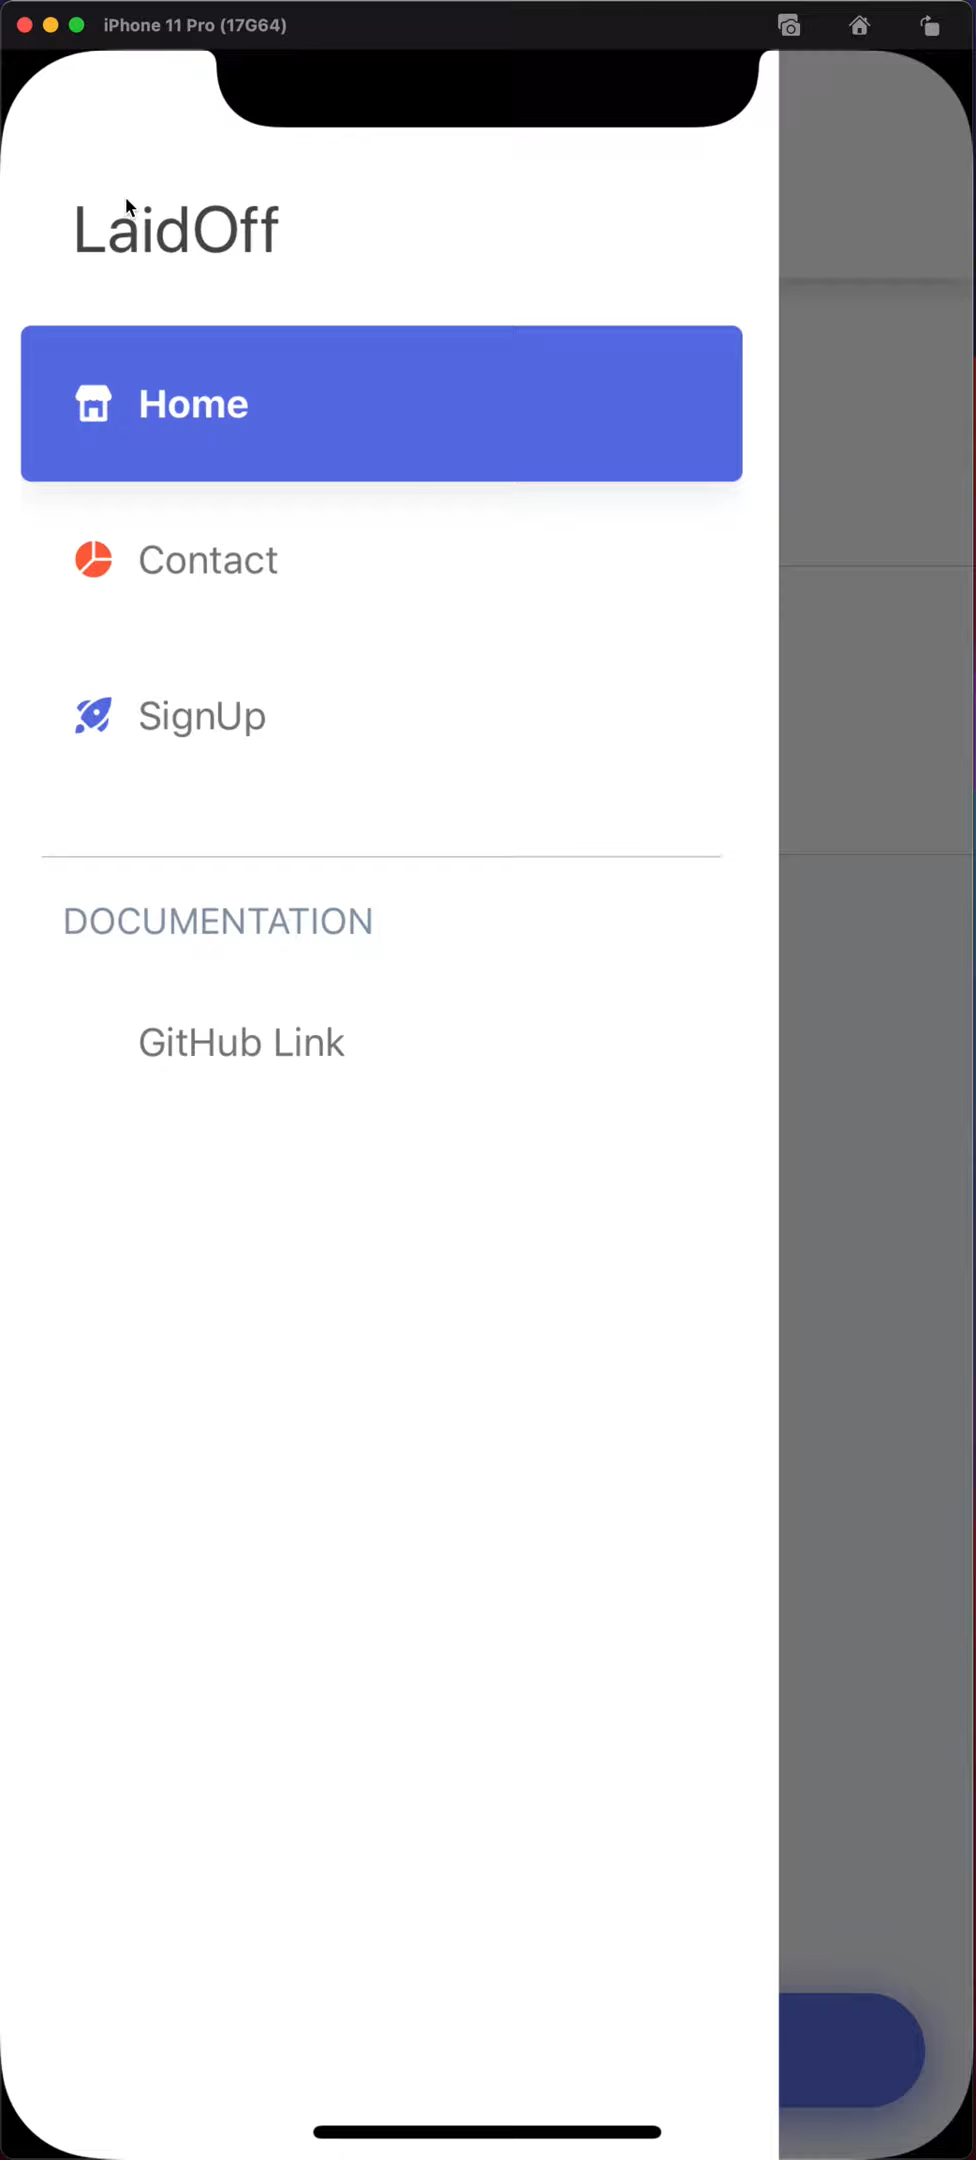 iPhone 11 Pro (17G64)
LaidOff
Home
Contact
SignUp
DOCUMENTATION
GitHub Link